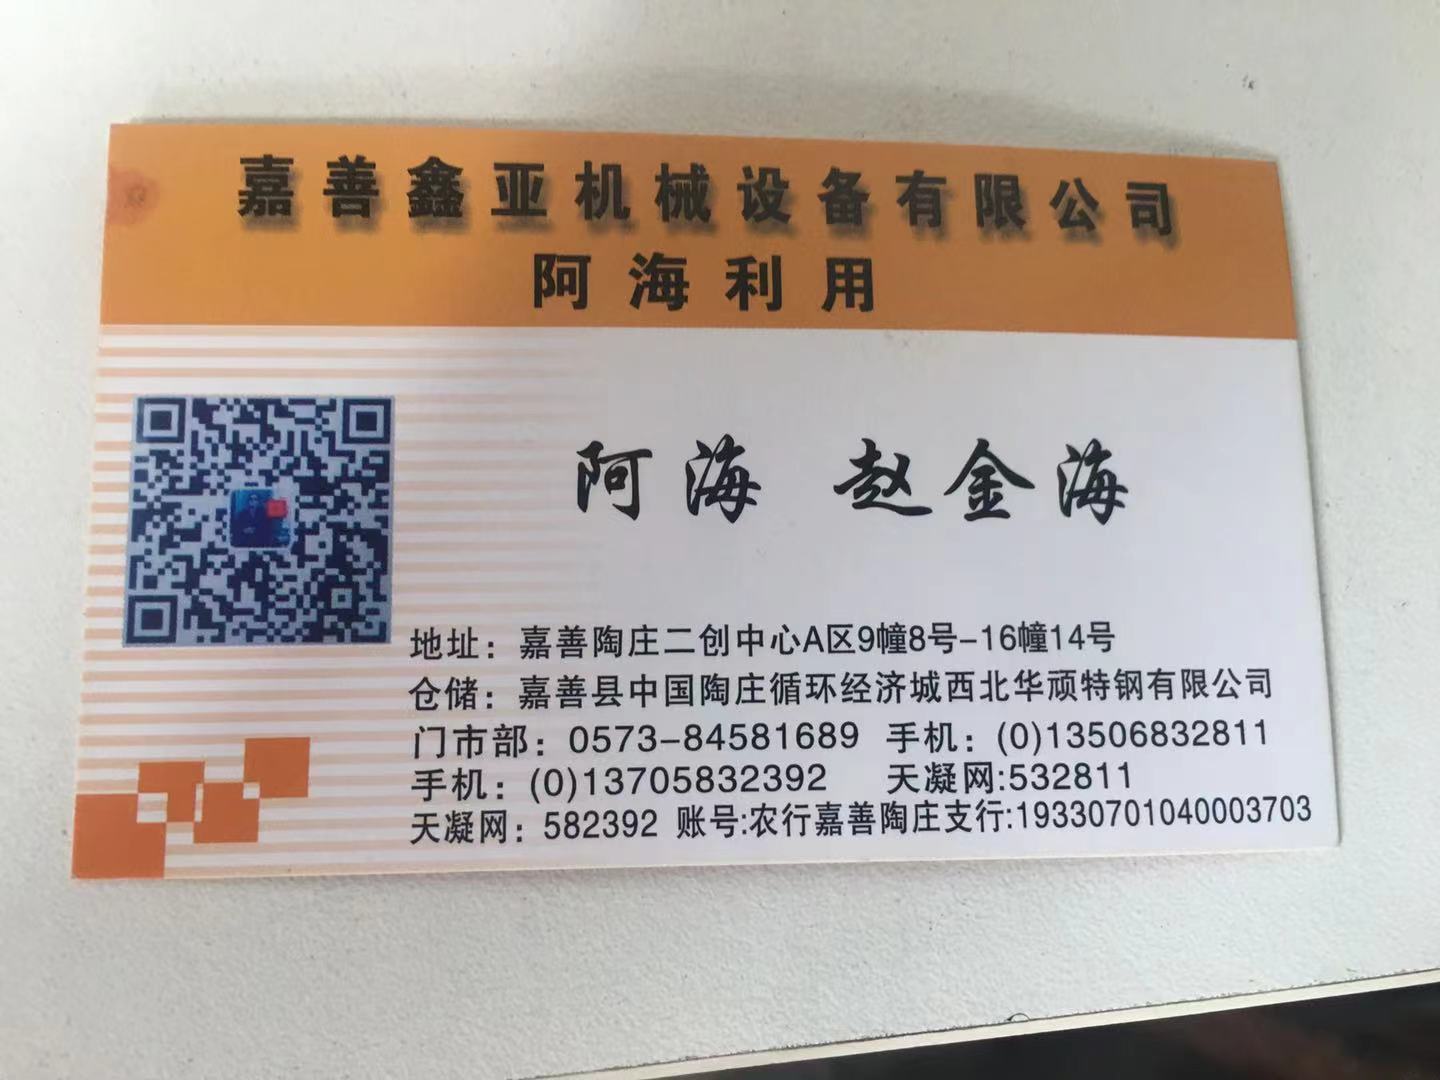 嘉善鑫亚机械设备有限公司
阿海利用
阿海 赵金海
地址：嘉善陶庄二创中心A区9幢8号-16幢14号
仓储：嘉善县中国陶庄循环经济城西北华顽特钢有限公司
门市部：0573-84581689 手机：(0)13506832811
手机：(0)13705832392 天凝网:532811
天凝网：582392 账号:农行嘉善陶庄支行:19330701040003703